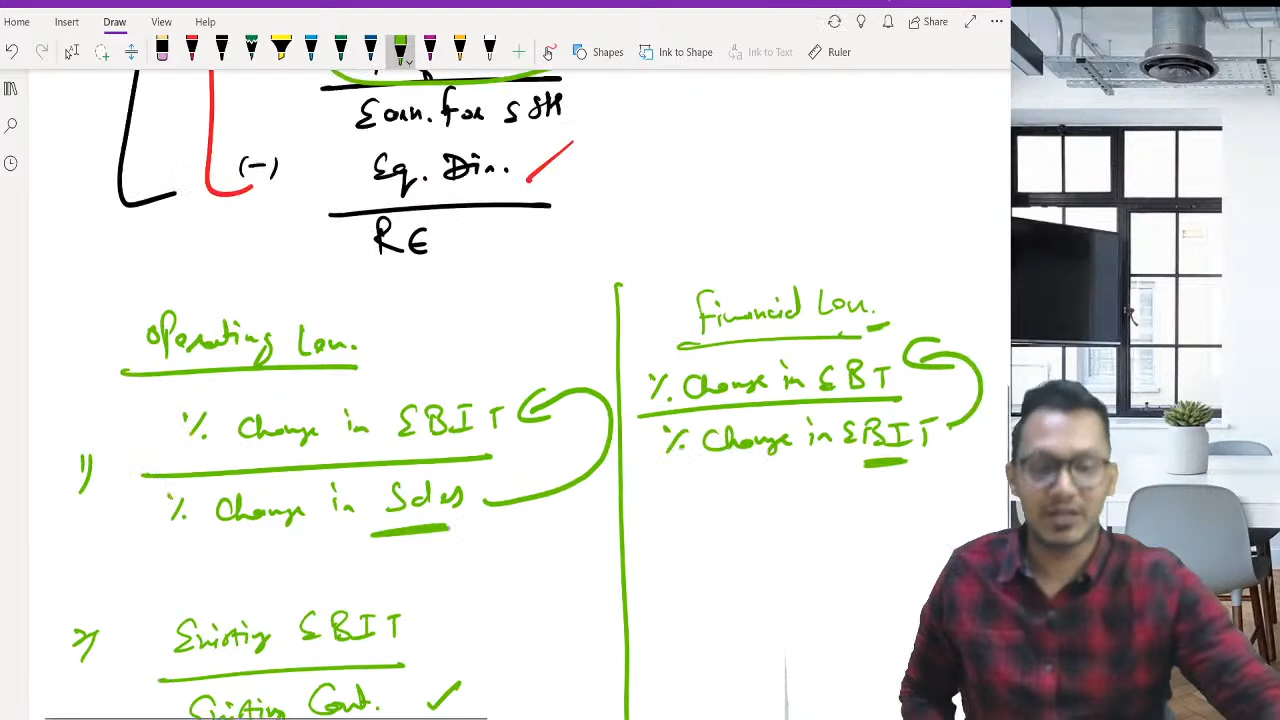 Home Insert Draw View Help Share
Shapes Ink to Shape Ink to Text Ruler
Earn. for ESH
(-) Eq. Div.
RE
Operating Lev.
1) % Change in EBIT
% Change in Sales
2) Existing EBIT
Existing Cont.
Financial Lev.
% Change in EBT
% Change in EBIT